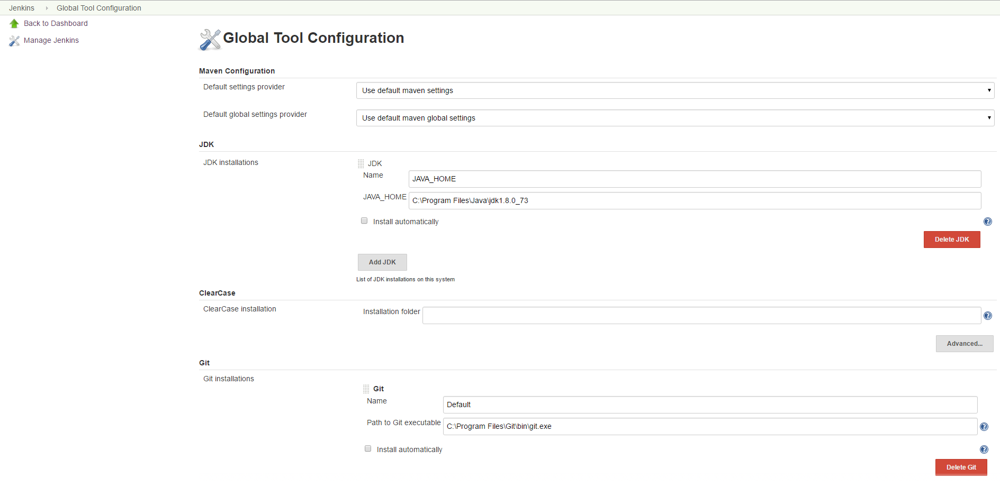 Jenkins
Global Tool Configuration
Back to Dashboard
Manage Jenkins
Global Tool Configuration
Maven Configuration
Default settings provider
Use default maven settings
Default global settings provider
Use default maven global settings
JDK
JDK installations
JDK
Name
JAVA_HOME
JAVA_HOME
C:\Program Files\Java\jdk1.8.0_73
Install automatically
Delete JDK
Add JDK
List of JDK installations on this system
ClearCase
ClearCase installation
Installation folder
Advanced...
Git
Git installations
Git
Name
Default
Path to Git executable
C:\Program Files\Git\bin\git.exe
Install automatically
Delete Git